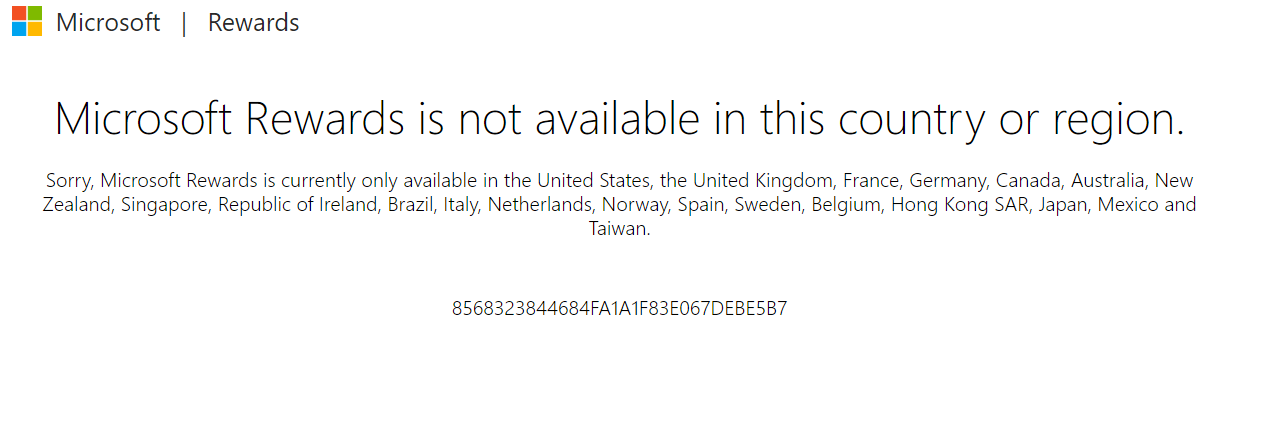 Microsoft | Rewards
Microsoft Rewards is not available in this country or region.
Sorry, Microsoft Rewards is currently only available in the United States, the United Kingdom, France, Germany, Canada, Australia, New
Zealand, Singapore, Republic of Ireland, Brazil, Italy, Netherlands, Norway, Spain, Sweden, Belgium, Hong Kong SAR, Japan, Mexico and
Taiwan.
8568323844684FA1A1F83E067DEBE5B7